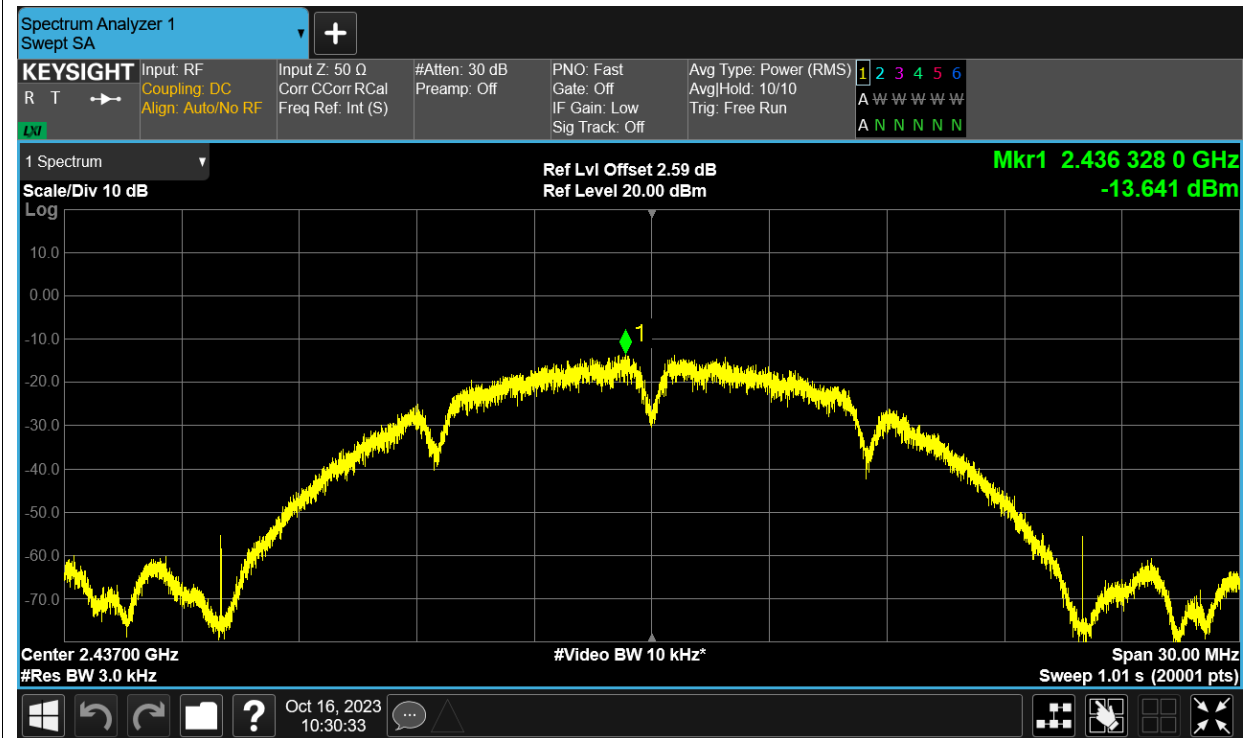 Spectrum Analyzer 1
Swept SA
+
KEYSIGHT
R T
LXI
Input: RF
Coupling: DC
Align: Auto/No RF
Input Z: 50 Ω
Corr CCorr RCal
Freq Ref: Int (S)
#Atten: 30 dB
Preamp: Off
PNO: Fast
Gate: Off
IF Gain: Low
Sig Track: Off
Avg Type: Power (RMS)
Avg|Hold: 10/10
Trig: Free Run
1 2 3 4 5 6
A W W W W W
A N N N N N
1 Spectrum
Scale/Div 10 dB
Log
Ref Lvl Offset 2.59 dB
Ref Level 20.00 dBm
Mkr1 2.436 328 0 GHz
-13.641 dBm
10.0
0.00
-10.0
1
-20.0
-30.0
-40.0
-50.0
-60.0
-70.0
Center 2.43700 GHz
#Video BW 10 kHz*
Span 30.00 MHz
#Res BW 3.0 kHz
Sweep 1.01 s (20001 pts)
?
Oct 16, 2023
10:30:33